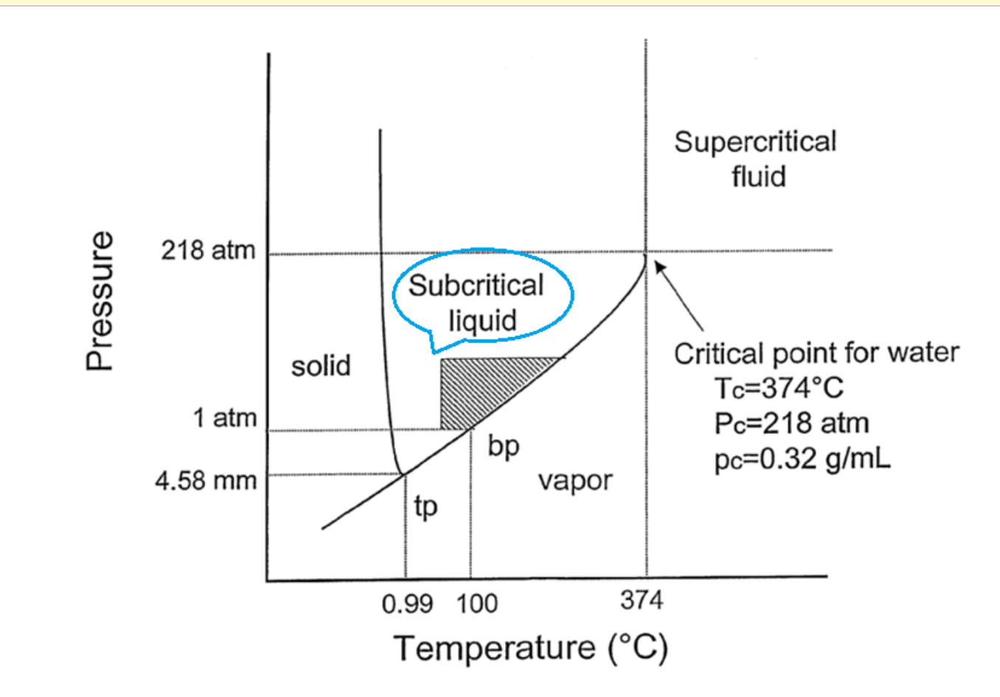 Supercritical
fluid
Pressure
218 atm
Subcritical
liquid
solid
Critical point for water
Tc=374°C
Pc=218 atm
pc=0.32 g/mL
1 atm
bp
4.58 mm
vapor
tp
0.99
100
374
Temperature (°C)